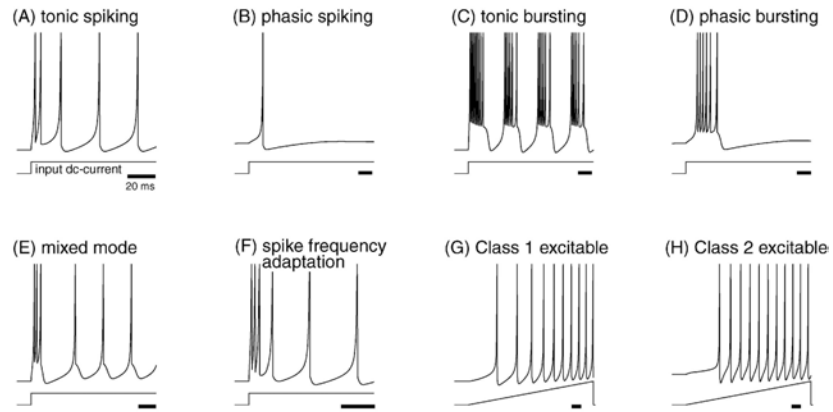 (A) tonic spiking
(B) phasic spiking
(C) tonic bursting
(D) phasic bursting
input dc-current
20 ms
(E) mixed mode
(F) spike frequency
adaptation
(G) Class 1 excitable
(H) Class 2 excitable